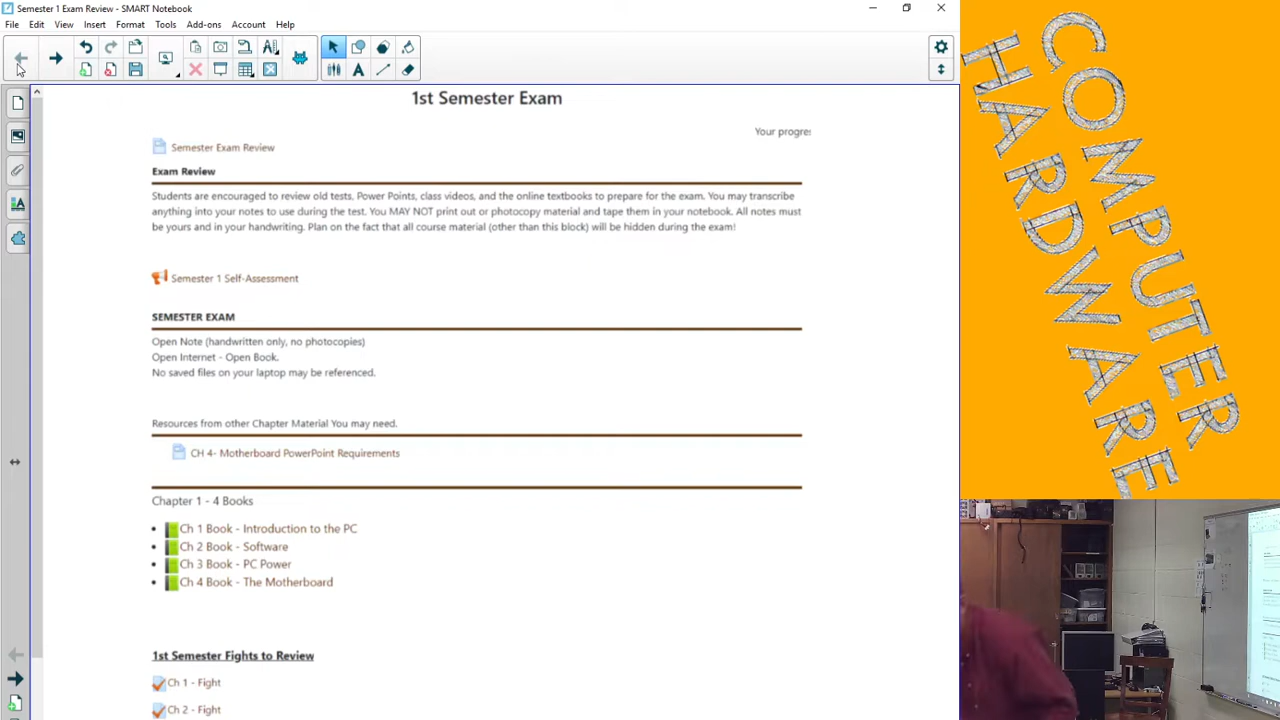 Semester 1 Exam Review - SMART Notebook
File Edit View Insert Format Tools Add-ons Account Help
1st Semester Exam
Your progre
Semester Exam Review
Exam Review
Students are encouraged to review old tests, Power Points, class videos, and the online textbooks to prepare for the exam. You may transcribe
anything into your notes to use during the test. You MAY NOT print out or photocopy material and tape them in your notebook. All notes must
be yours and in your handwriting. Plan on the fact that all course material (other than this block) will be hidden during the exam!
Semester 1 Self-Assessment
SEMESTER EXAM
Open Note (handwritten only, no photocopies)
Open Internet - Open Book.
No saved files on your laptop may be referenced.
Resources from other Chapter Material You may need.
CH 4- Motherboard PowerPoint Requirements
Chapter 1 - 4 Books
Ch 1 Book - Introduction to the PC
Ch 2 Book - Software
Ch 3 Book - PC Power
Ch 4 Book - The Motherboard
1st Semester Fights to Review
Ch 1 - Fight
Ch 2 - Fight
COMPUTER
HARDWARE